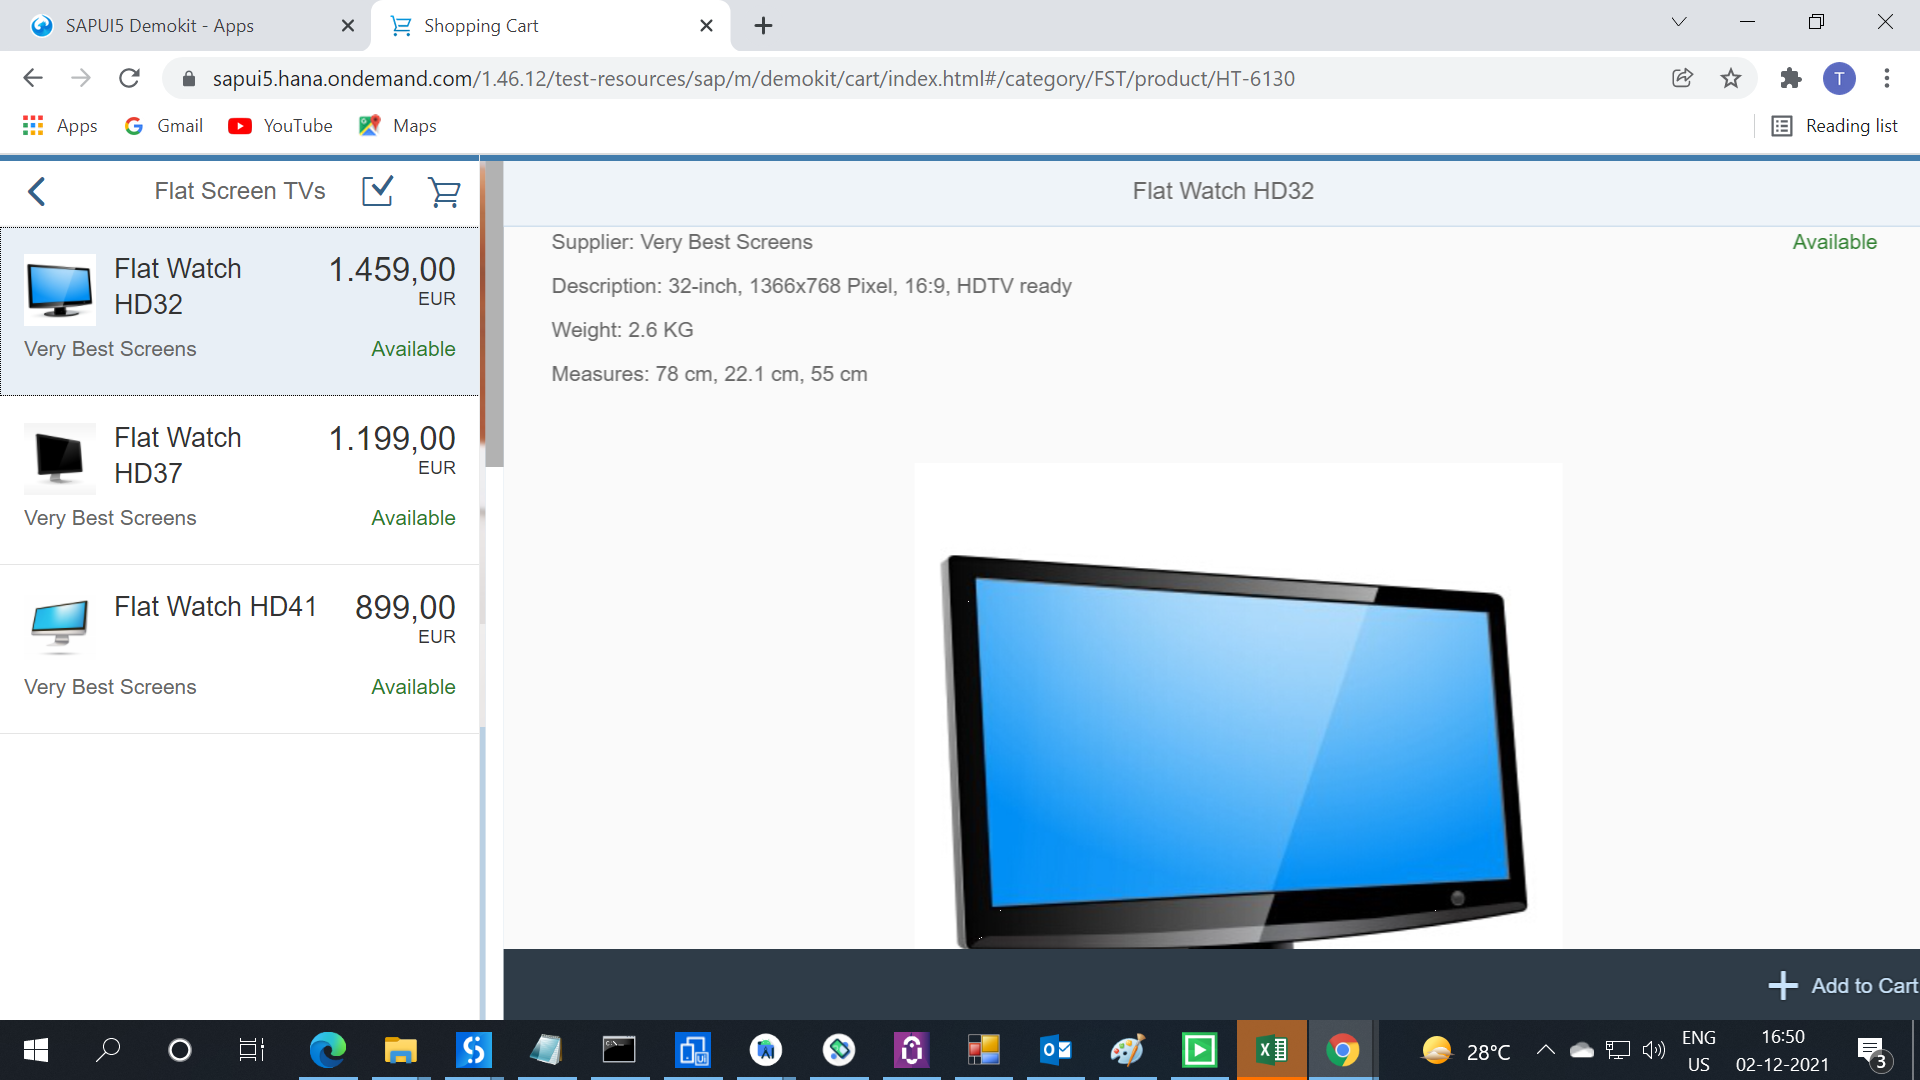 SAPUI5 Demokit - Apps
Shopping Cart
sapui5.hana.ondemand.com/1.46.12/test-resources/sap/m/demokit/cart/index.html#/category/FST/product/HT-6130
T
Apps
Gmail
YouTube
Maps
Reading list
Flat Screen TVs
Flat Watch HD32
Flat Watch
HD32
1.459,00
EUR
Very Best Screens
Available
Flat Watch
HD37
1.199,00
EUR
Very Best Screens
Available
Flat Watch HD41
899,00
EUR
Very Best Screens
Available
Supplier: Very Best Screens
Available
Description: 32-inch, 1366x768 Pixel, 16:9, HDTV ready
Weight: 2.6 KG
Measures: 78 cm, 22.1 cm, 55 cm
Add to Cart
28°C
ENG
US
16:50
02-12-2021
3